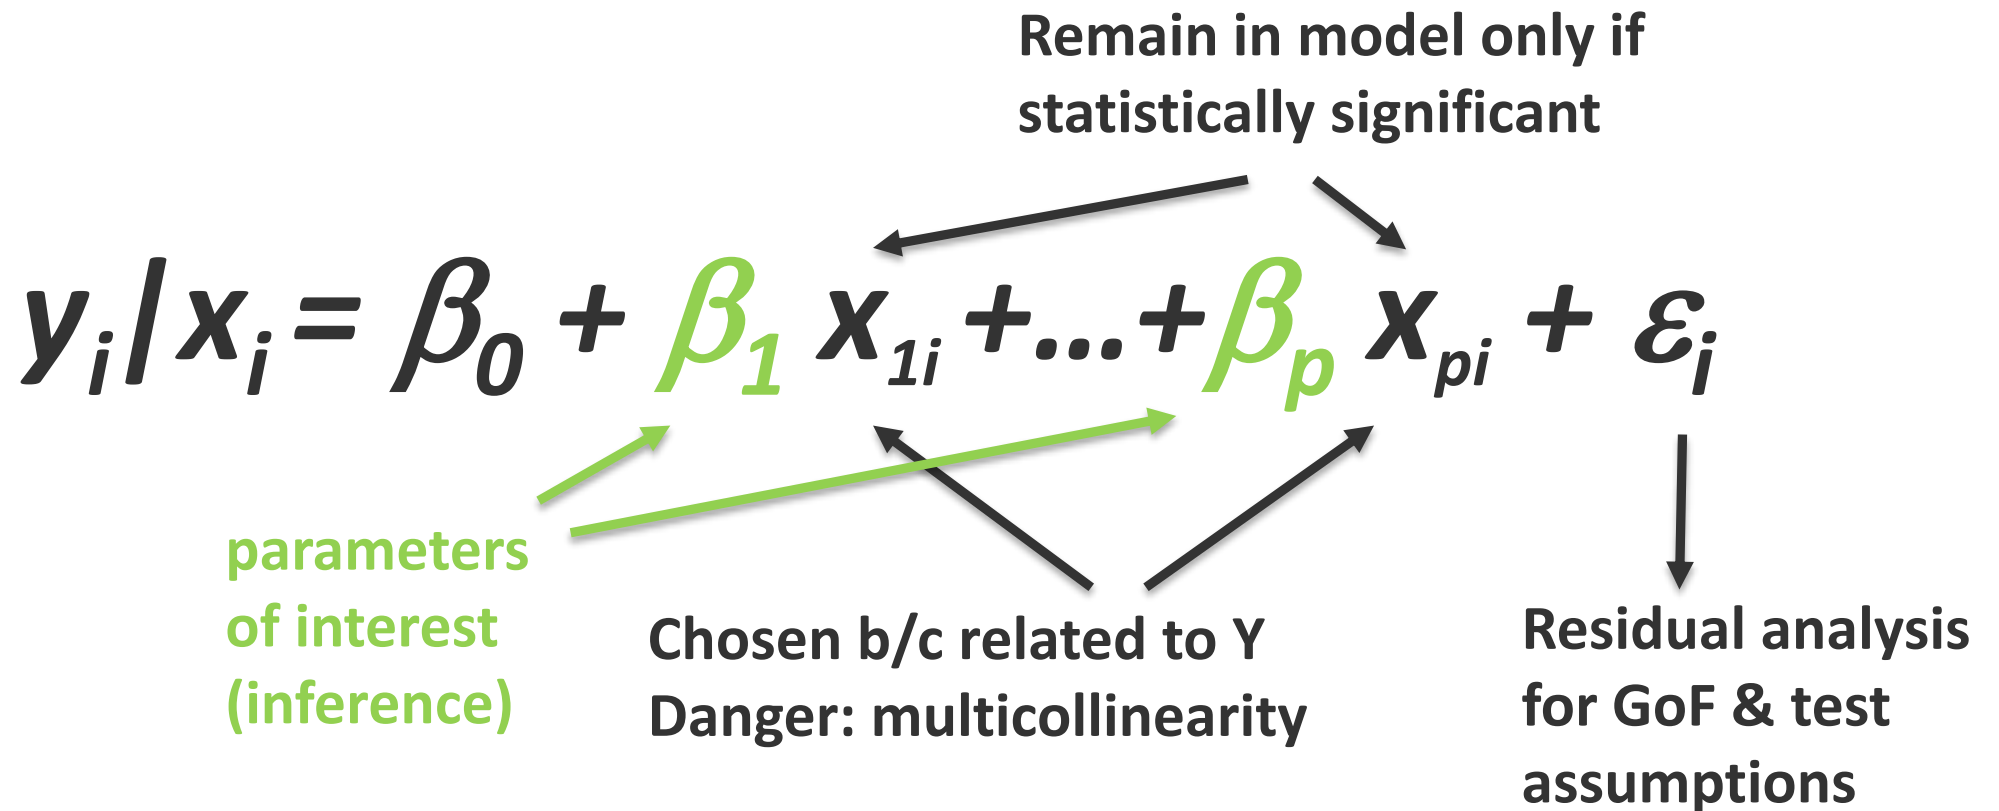 Remain in model only if
statistically significant
yᵢ|xᵢ = β₀ + β₁ x₁ᵢ +...+ βₚ xₚᵢ + εᵢ
parameters
of interest
(inference)
Chosen b/c related to Y
Danger: multicollinearity
Residual analysis
for GoF & test
assumptions